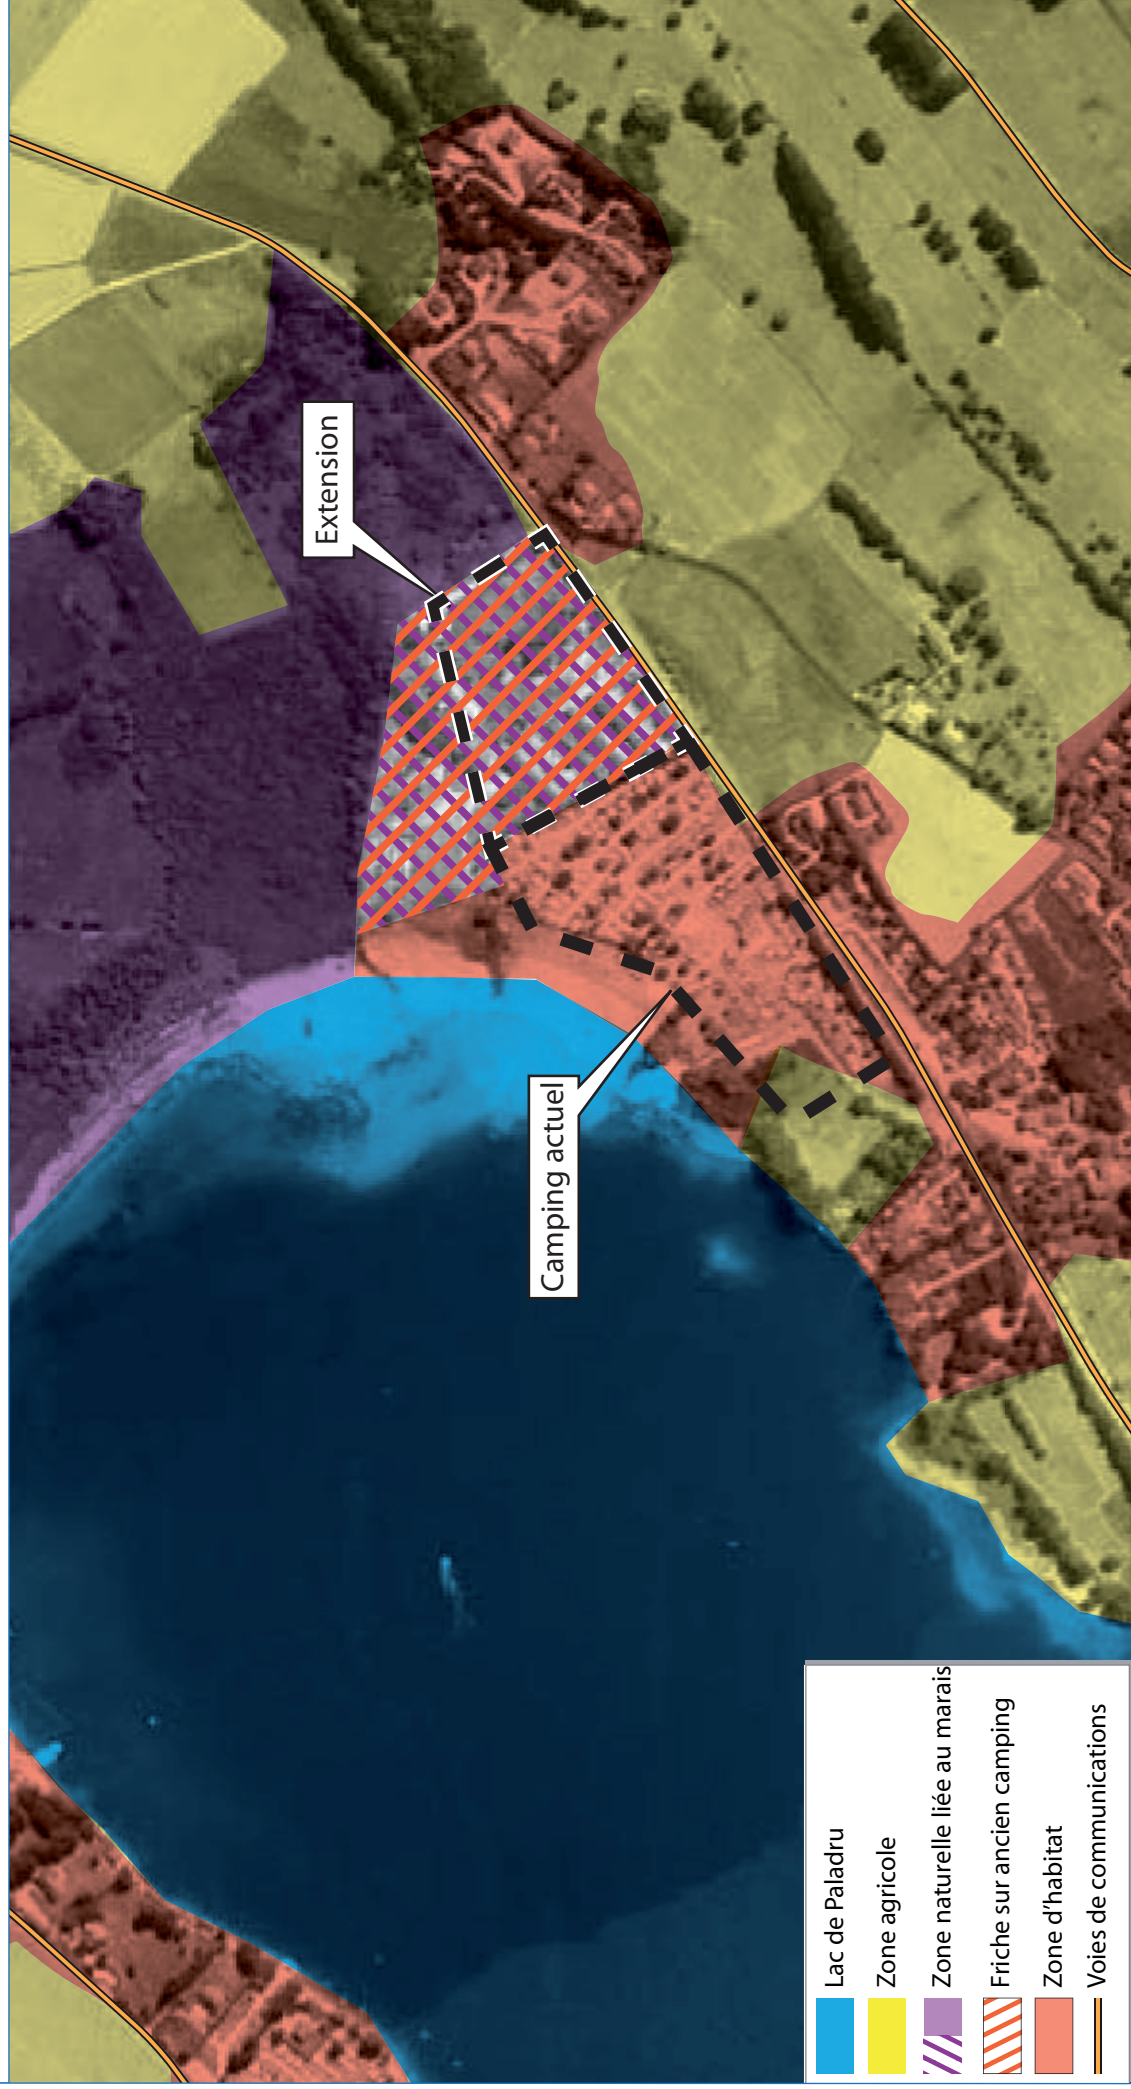 Extension
Camping actuel
Lac de Paladru
Zone agricole
Zone naturelle liée au marais
Friche sur ancien camping
Zone d'habitat
Voies de communications